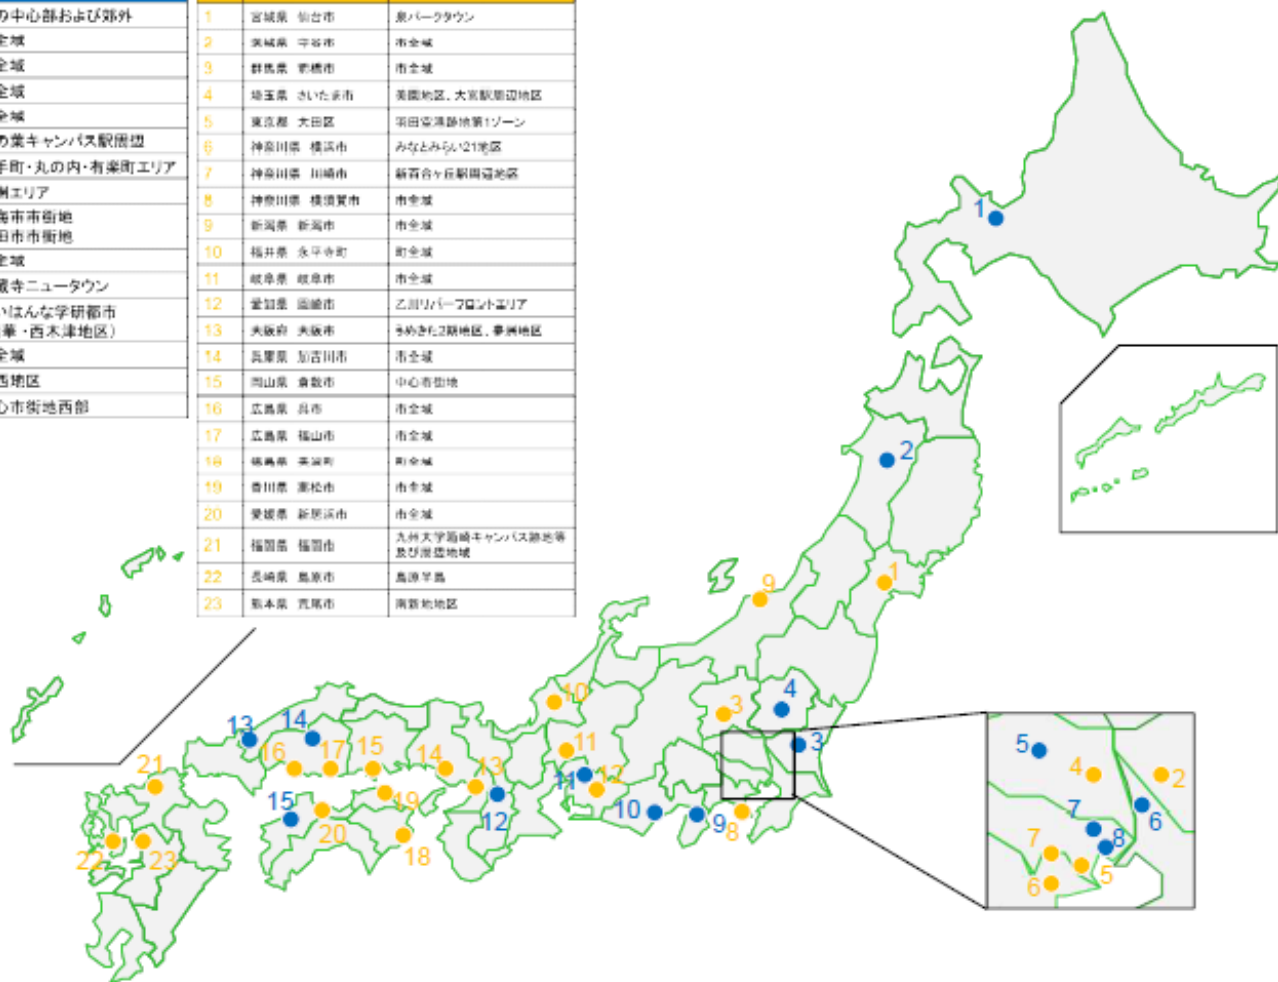 の中心部および郊外
全域
全域
全域
全域
の葉キャンパス駅周辺
手町・丸の内・有楽町エリア
エリア
海市市街地
田市市街地
全域
蔵寺ニュータウン
いはんな学研都市
華・西木津地区）
全域
西地区
心市街地西部
1 宮城県 仙台市 泉パークタウン
2 茨城県 守谷市 市全域
3 群馬県 前橋市 市全域
4 埼玉県 さいたま市 美園地区、大宮駅周辺地区
5 東京都 大田区 羽田空港跡地第1ゾーン
6 神奈川県 横浜市 みなとみらい21地区
7 神奈川県 川崎市 新百合ヶ丘駅周辺地区
8 神奈川県 横須賀市 市全域
9 新潟県 新潟市 市全域
10 福井県 永平寺町 町全域
11 岐阜県 岐阜市 市全域
12 愛知県 岡崎市 乙川リバーフロントエリア
13 大阪府 大阪市 うめきた2期地区、夢洲地区
14 兵庫県 加古川市 市全域
15 岡山県 倉敷市 中心市街地
16 広島県 呉市 市全域
17 広島県 福山市 市全域
18 徳島県 美波町 町全域
19 香川県 高松市 市全域
20 愛媛県 新居浜市 市全域
21 福岡県 福岡市 九州大学箱崎キャンパス跡地等
及び周辺地域
22 長崎県 島原市 島原半島
23 熊本県 荒尾市 南新地地区
1
2
1
9
10
4
3
3
13
14
16
17
15
14
13
11
11
12
21
15
20
19
18
12
10
9
8
22
23
5
4
2
7
6
8
7
5
6